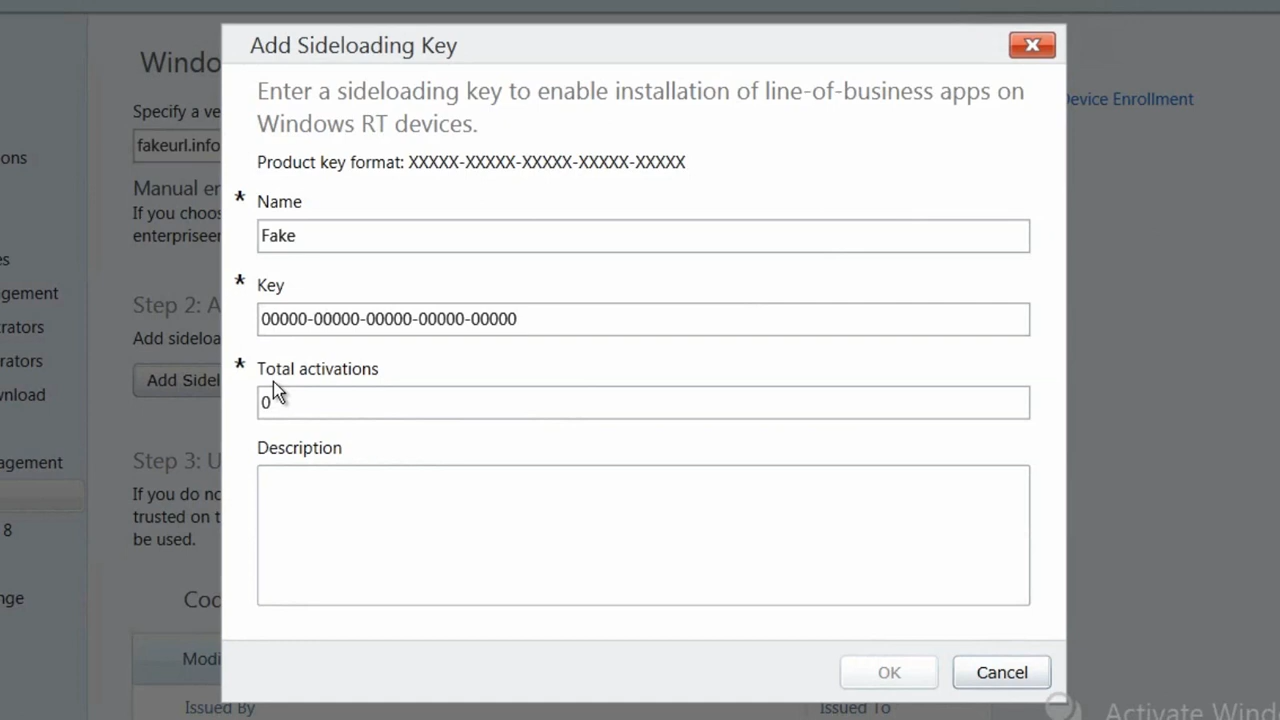 Add Sideloading Key
Enter a sideloading key to enable installation of line-of-business apps on
Windows RT devices.
Product key format: XXXXX-XXXXX-XXXXX-XXXXX-XXXXX
* Name
Fake
* Key
00000-00000-00000-00000-00000
* Total activations
0
Description
OK
Cancel
Windo
Specify a ve
fakeurl.info
Manual er
If you choos
enterpriseer
Step 2: A
Add sideloa
Add Sidel
Step 3: U
If you do no
trusted on t
be used.
Coo
Modi
Issued By
Issued To
Device Enrollment
ons
es
gement
rators
rators
wnload
agement
8
nge
Activate Wind